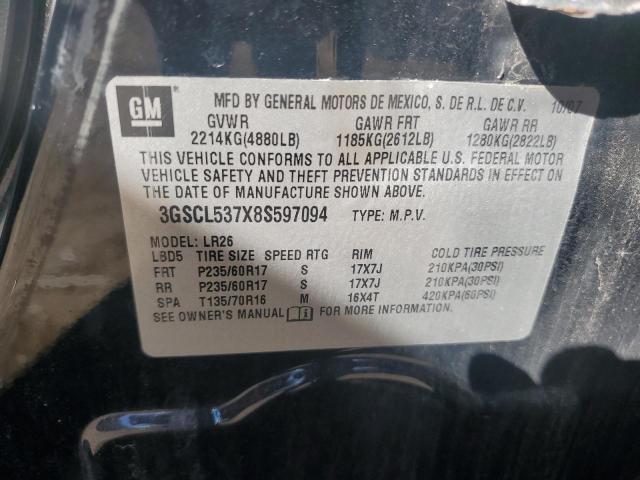 GM
MFD BY GENERAL MOTORS DE MEXICO, S. DE R.L. DE C.V. 10/07
GVWR GAWR FRT GAWR RR
2214KG(4880LB) 1185KG(2612LB) 1280KG(2822LB)
THIS VEHICLE CONFORMS TO ALL APPLICABLE U.S. FEDERAL MOTOR
VEHICLE SAFETY AND THEFT PREVENTION STANDARDS IN EFFECT ON
THE DATE OF MANUFACTURE SHOWN ABOVE.
3GSCL537X8S597094 TYPE: M.P.V.
MODEL: LR26
L8D5 TIRE SIZE SPEED RTG RIM COLD TIRE PRESSURE
FRT P235/60R17 S 17X7J 210KPA(30PSI)
RR P235/60R17 S 17X7J 210KPA(30PSI)
SPA T135/70R16 M 16X4T 420KPA(60PSI)
SEE OWNER'S MANUAL FOR MORE INFORMATION.